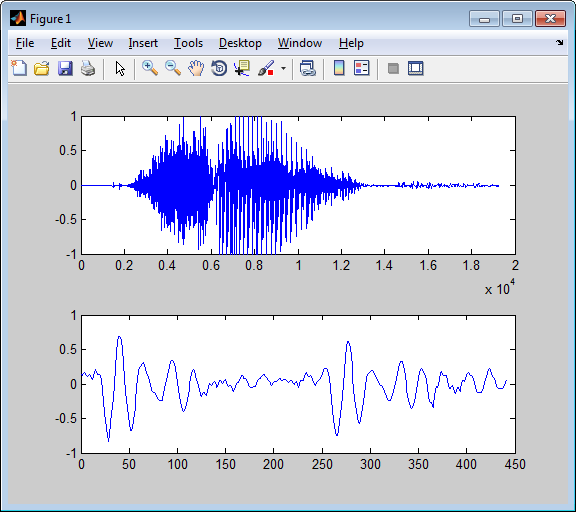 Figure 1
File Edit View Insert Tools Desktop Window Help
1
0.5
0
-0.5
-1
0 0.2 0.4 0.6 0.8 1 1.2 1.4 1.6 1.8 2
x 10^4
1
0.5
0
-0.5
-1
0 50 100 150 200 250 300 350 400 450